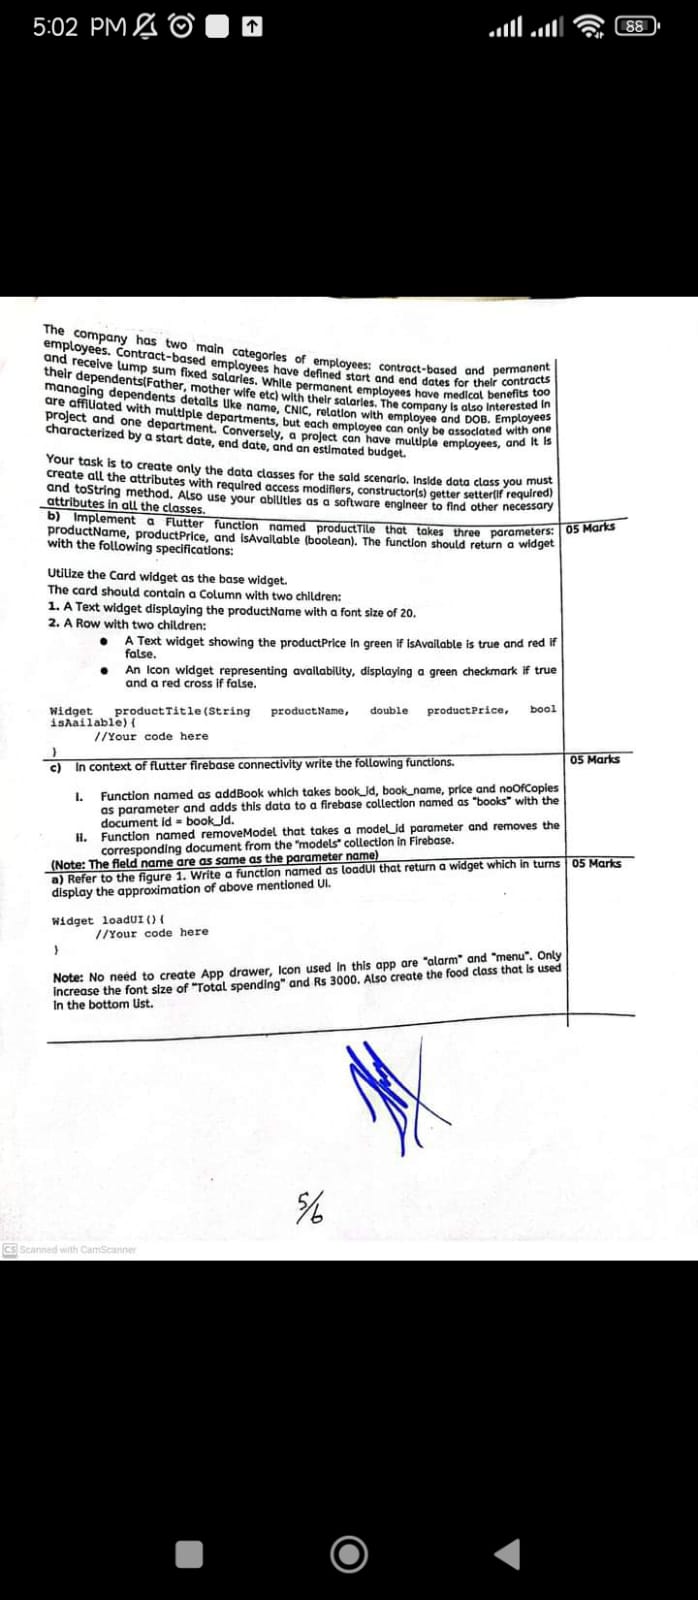 5:02 PM
88
The company has two main categories of employees: contract-based and permanent
employees. Contract-based employees have defined start and end dates for their contracts
and receive lump sum fixed salaries. While permanent employees have medical benefits too
with their salaries. The company is also interested in
their dependents(Father, mother wife etc)
managing dependents details like name, CNIC, relation with employee and DOB. Employees
are affiliated with multiple departments, but each employee can only be associated with one
project and one department. Conversely, a project can have multiple employees, and it is
characterized by a start date, end date, and an estimated budget.
Your task is to create only the data classes for the said scenario. Inside data class you must
create all the attributes with required access modifiers, constructor(s) getter setter(if required)
and toString method. Also use your abilities as a software engineer to find other necessary
attributes in all the classes.
b) Implement a Flutter function named productTile that takes three parameters: 05 Marks
productName, productPrice, and isAvailable (boolean). The function should return a widget
with the following specifications:
Utilize the Card widget as the base widget.
The card should contain a Column with two children:
1. A Text widget displaying the productName with a font size of 20.
2. A Row with two children:
● A Text widget showing the productPrice in green if isAvailable is true and red if
false.
● An Icon widget representing availability, displaying a green checkmark if true
and a red cross if false.
Widget productTitle(String productName, double productPrice, bool
isAailable){
//Your code here
}
c) In context of flutter firebase connectivity write the following functions. 05 Marks
I. Function named as addBook which takes book_id, book_name, price and noOfCopies
as parameter and adds this data to a firebase collection named as "books" with the
document id = book_id.
II. Function named removeModel that takes a model_id parameter and removes the
corresponding document from the "models" collection in Firebase.
(Note: The field name are as same as the parameter name)
a) Refer to the figure 1. Write a function named as loadUI that return a widget which in turns 05 Marks
display the approximation of above mentioned UI.
Widget loadUI(){
//Your code here
}
Note: No need to create App drawer, Icon used in this app are "alarm" and "menu". Only
increase the font size of "Total spending" and Rs 3000. Also create the food class that is used
in the bottom list.
5/6
CS Scanned with CamScanner